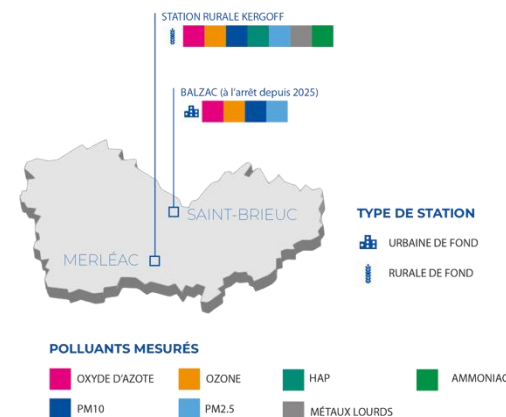 STATION RURALE KERGOFF
BALZAC (à l'arrêt depuis 2025)
SAINT-BRIEUC
MERLÉAC
TYPE DE STATION
URBAINE DE FOND
RURALE DE FOND
POLLUANTS MESURÉS
OXYDE D'AZOTE
OZONE
HAP
AMMONIAC
PM10
PM2.5
MÉTAUX LOURDS